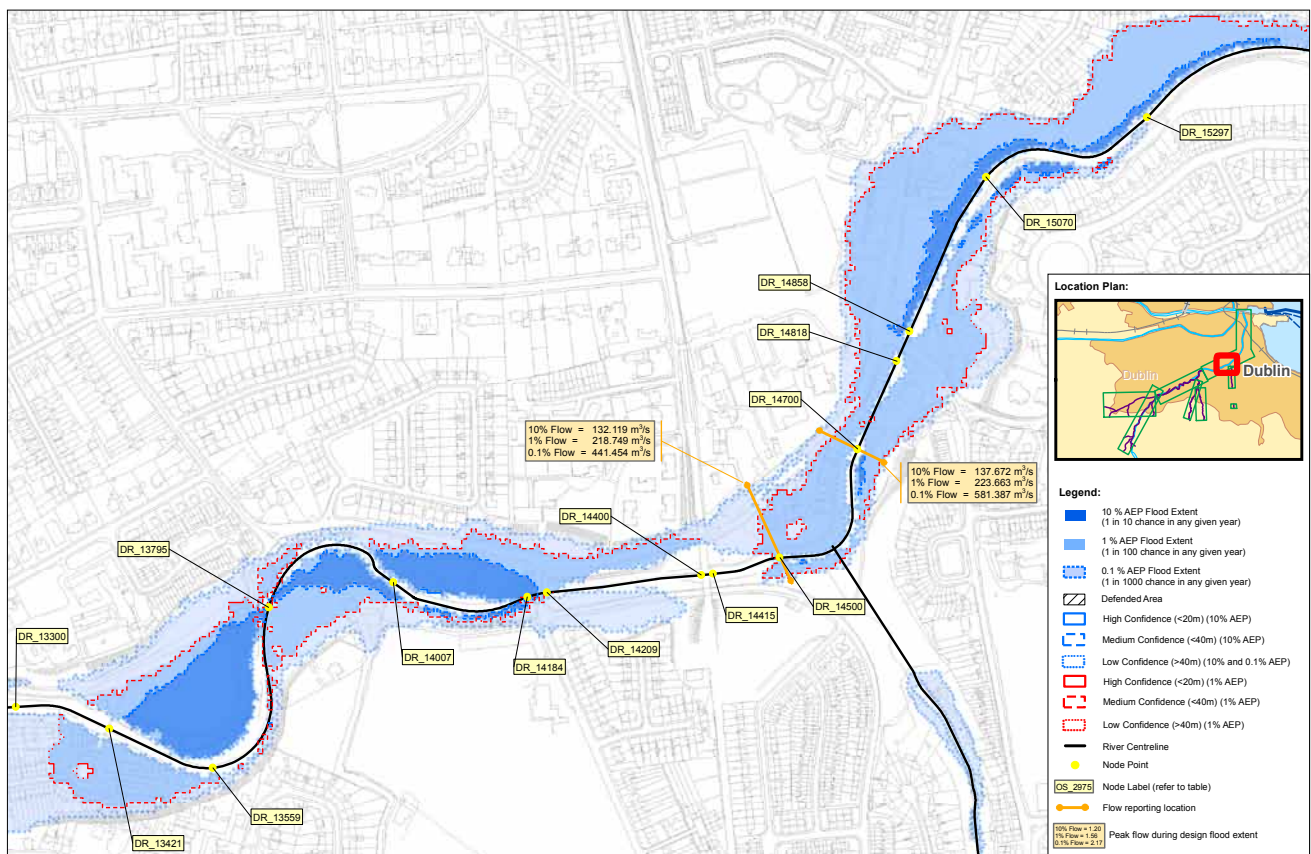 DR_15297
DR_15070
DR_14858
DR_14818
DR_14700
10% Flow = 132.119 m³/s
1% Flow = 218.749 m³/s
0.1% Flow = 441.454 m³/s
10% Flow = 137.672 m³/s
1% Flow = 223.663 m³/s
0.1% Flow = 581.387 m³/s
DR_14400
DR_13795
DR_14415
DR_14500
DR_13300
DR_14007
DR_14184
DR_14209
DR_13559
DR_13421
Location Plan:
Dublin
Dublin
Legend:
10 % AEP Flood Extent
(1 in 10 chance in any given year)
1 % AEP Flood Extent
(1 in 100 chance in any given year)
0.1 % AEP Flood Extent
(1 in 1000 chance in any given year)
Defended Area
High Confidence (<20m) (10% AEP)
Medium Confidence (<40m) (10% AEP)
Low Confidence (>40m) (10% and 0.1% AEP)
High Confidence (<20m) (1% AEP)
Medium Confidence (<40m) (1% AEP)
Low Confidence (>40m) (1% AEP)
River Centreline
Node Point
OS_2975 Node Label (refer to table)
Flow reporting location
10% Flow = 1.20
1% Flow = 1.56
0.1% Flow = 2.17
Peak flow during design flood extent